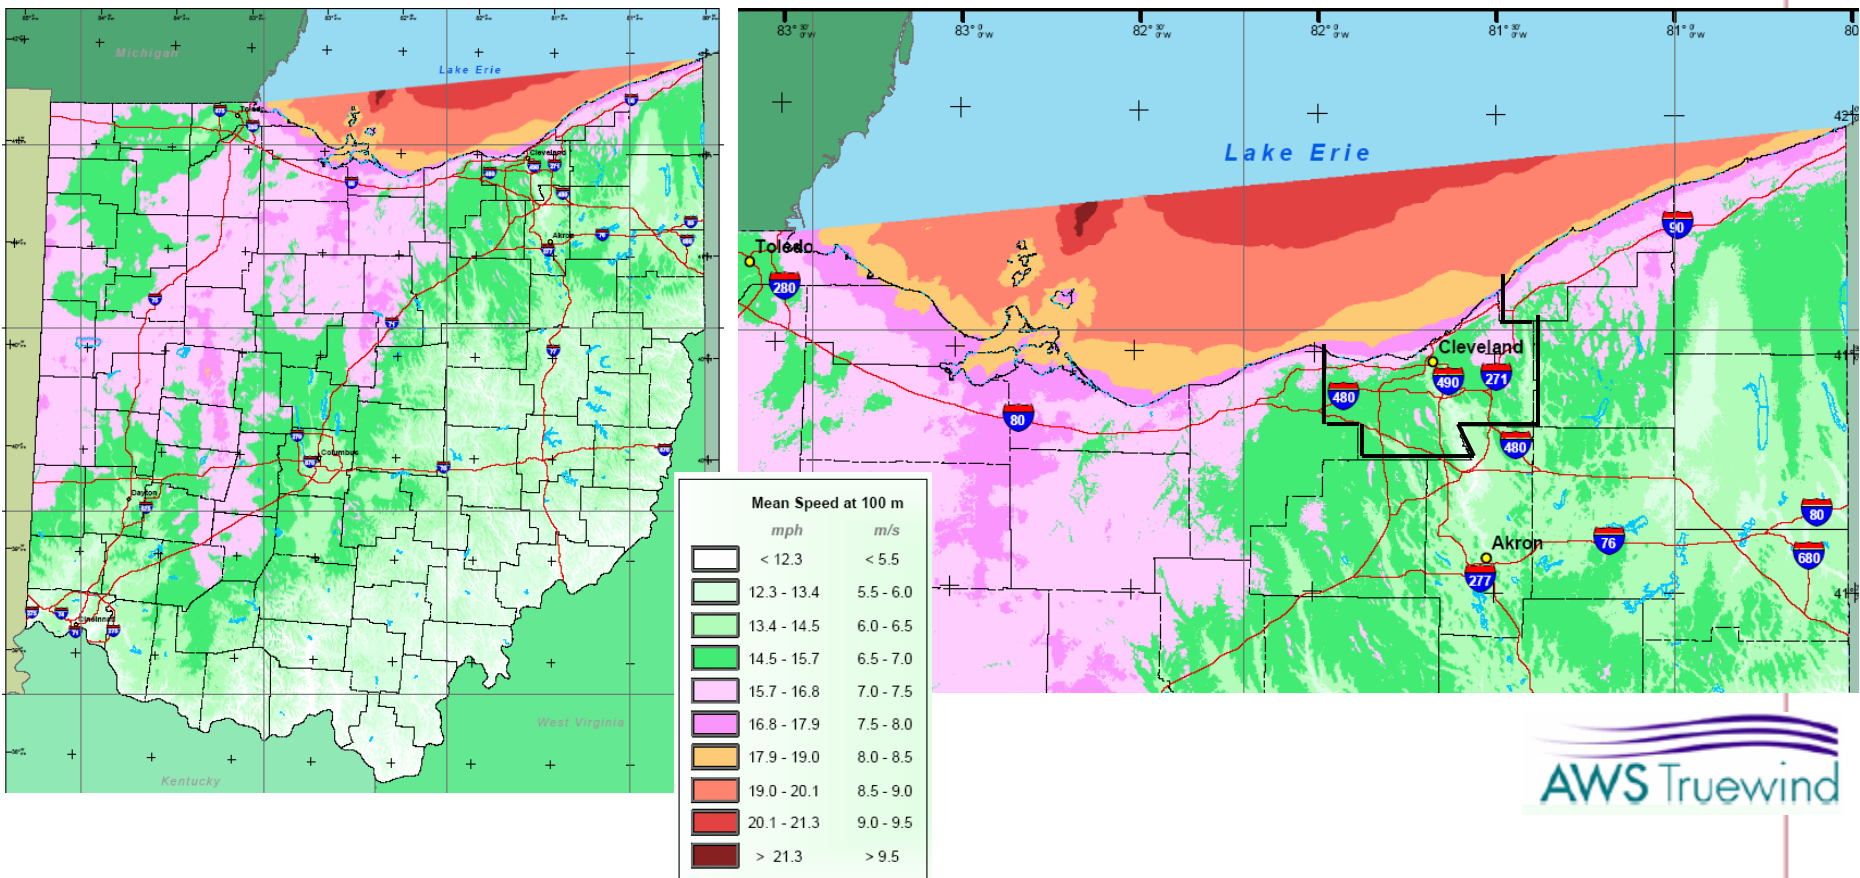 Michigan
Lake Erie
Toledo
Cleveland
Akron
Columbus
Dayton
Cincinnati
West Virginia
Kentucky
83° 30' 0"W
83° 0' 0"W
82° 30' 0"W
82° 0' 0"W
81° 30' 0"W
81° 0' 0"W
Lake Erie
90
Toledo
280
Cleveland
490
271
480
80
480
80
Akron
76
680
277
Mean Speed at 100 m
mph m/s
< 12.3 < 5.5
12.3 - 13.4 5.5 - 6.0
13.4 - 14.5 6.0 - 6.5
14.5 - 15.7 6.5 - 7.0
15.7 - 16.8 7.0 - 7.5
16.8 - 17.9 7.5 - 8.0
17.9 - 19.0 8.0 - 8.5
19.0 - 20.1 8.5 - 9.0
20.1 - 21.3 9.0 - 9.5
> 21.3 > 9.5
AWS Truewind